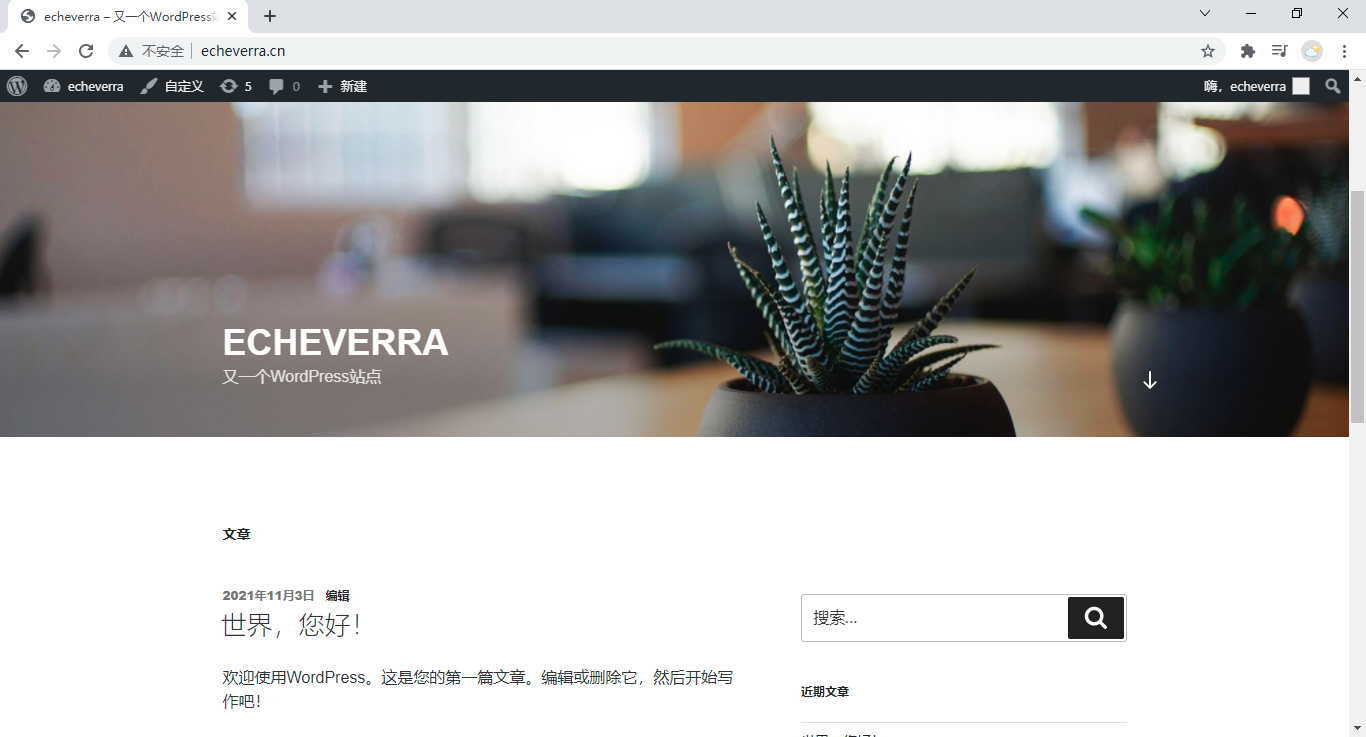 echeverra – 又一个WordPress站
不安全 echeverra.cn
echeverra 自定义 5 0 新建 嗨，echeverra
ECHEVERRA
又一个WordPress站点
文章
2021年11月3日 编辑
世界，您好！
欢迎使用WordPress。这是您的第一篇文章。编辑或删除它，然后开始写
作吧！
搜索…
近期文章
世界，您好！